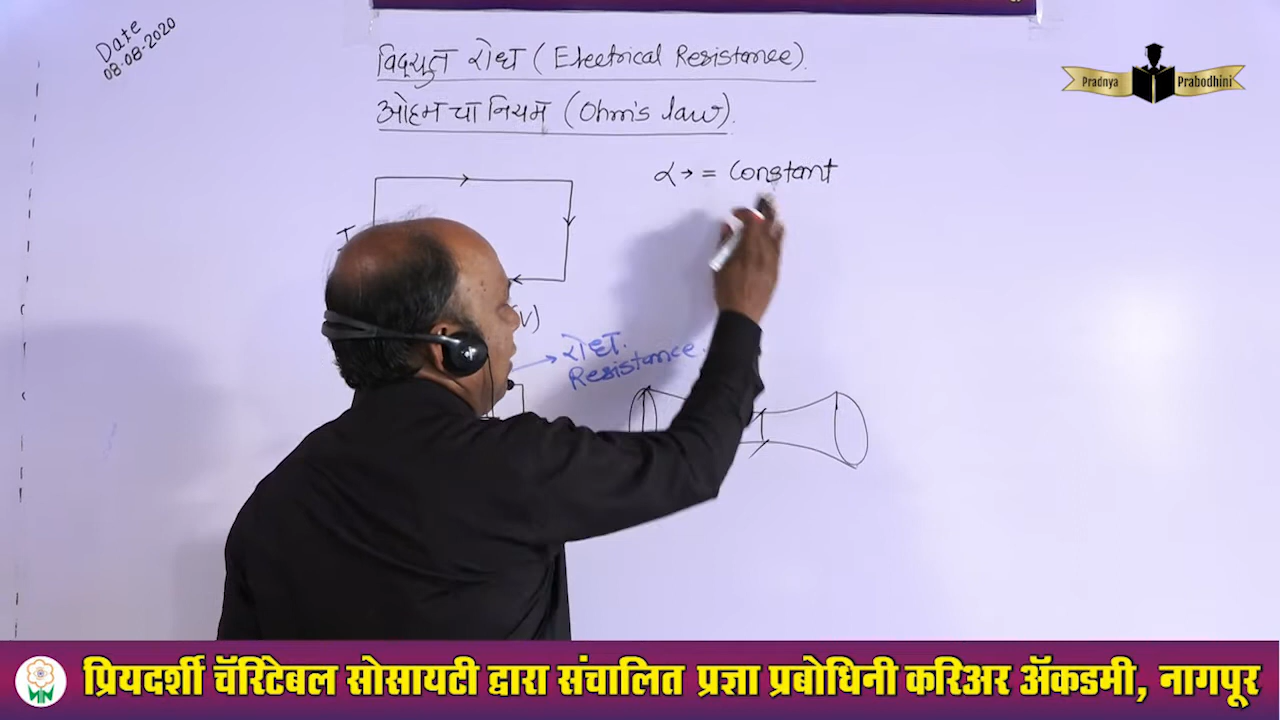 Date
08-08-2020
विद्युत रोध (Electrical Resistance).
ओहम चा नियम (Ohm's law).
Pradnya Prabodhini
α → = Constant
I
V)
रोध.
Resistance.
प्रियदर्शी चॅरिटेबल सोसायटी द्वारा संचालित प्रज्ञा प्रबोधिनी करिअर ॲकडमी, नागपूर